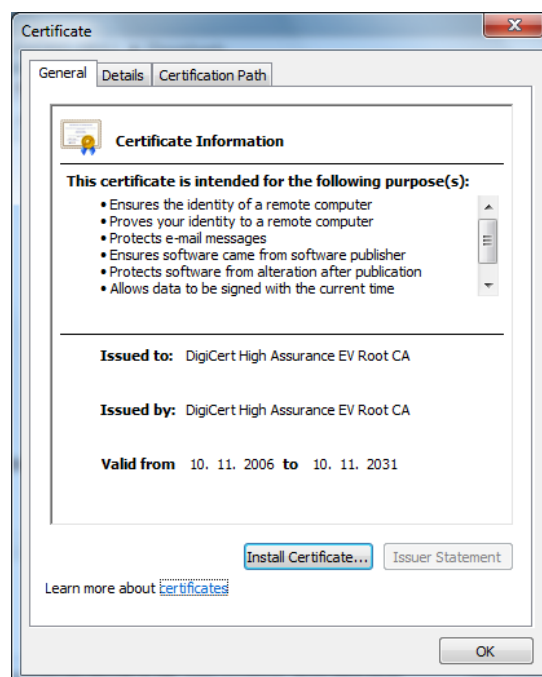 Certificate
General Details Certification Path
Certificate Information
This certificate is intended for the following purpose(s):
• Ensures the identity of a remote computer
• Proves your identity to a remote computer
• Protects e-mail messages
• Ensures software came from software publisher
• Protects software from alteration after publication
• Allows data to be signed with the current time
Issued to: DigiCert High Assurance EV Root CA
Issued by: DigiCert High Assurance EV Root CA
Valid from 10. 11. 2006 to 10. 11. 2031
Install Certificate... Issuer Statement
Learn more about certificates
OK